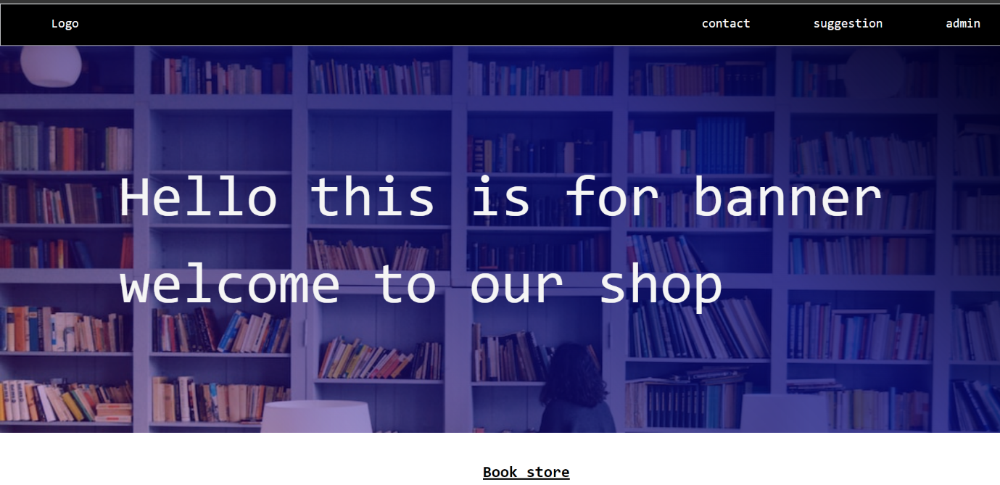 Logo
contact
suggestion
admin
Hello this is for banner
welcome to our shop
Book store